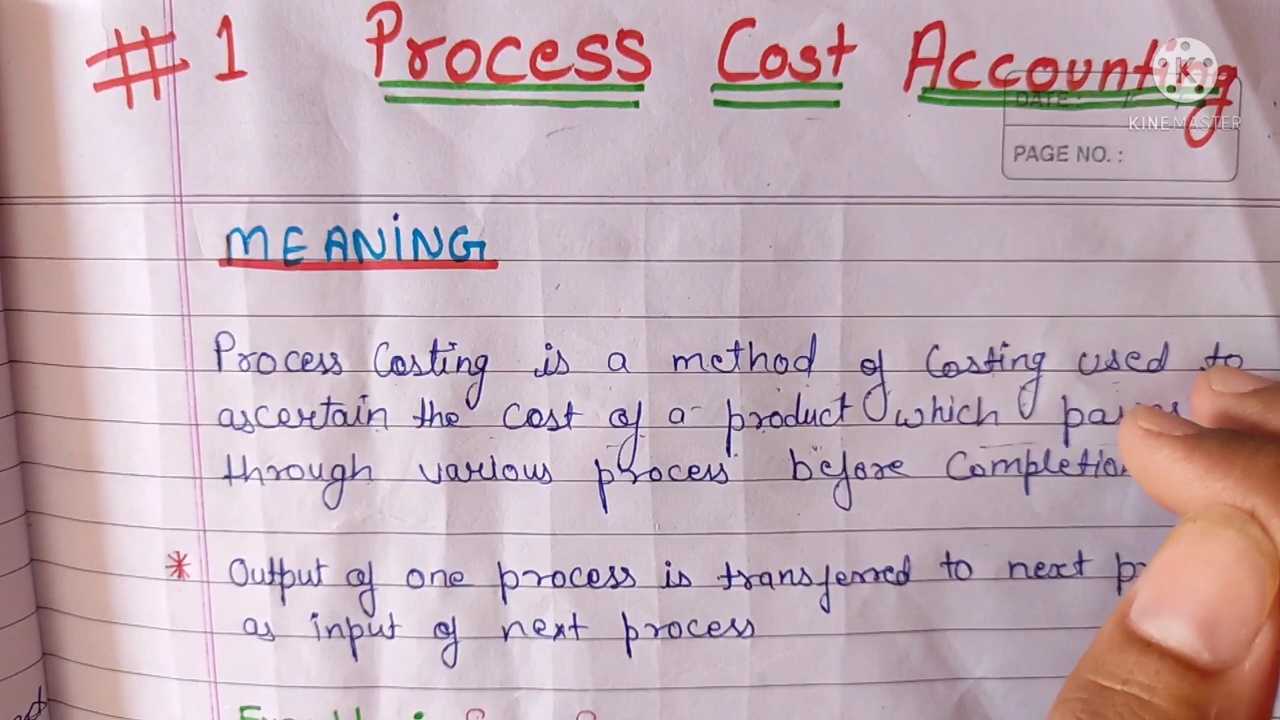 #1 Process Cost Accounting
KINEMASTER
DATE:
PAGE NO.:
MEANING
Process Costing is a method of Costing used to
ascertain the cost of a product which
through various process before Completion
* Output of one process is transferred to next
as input of next process